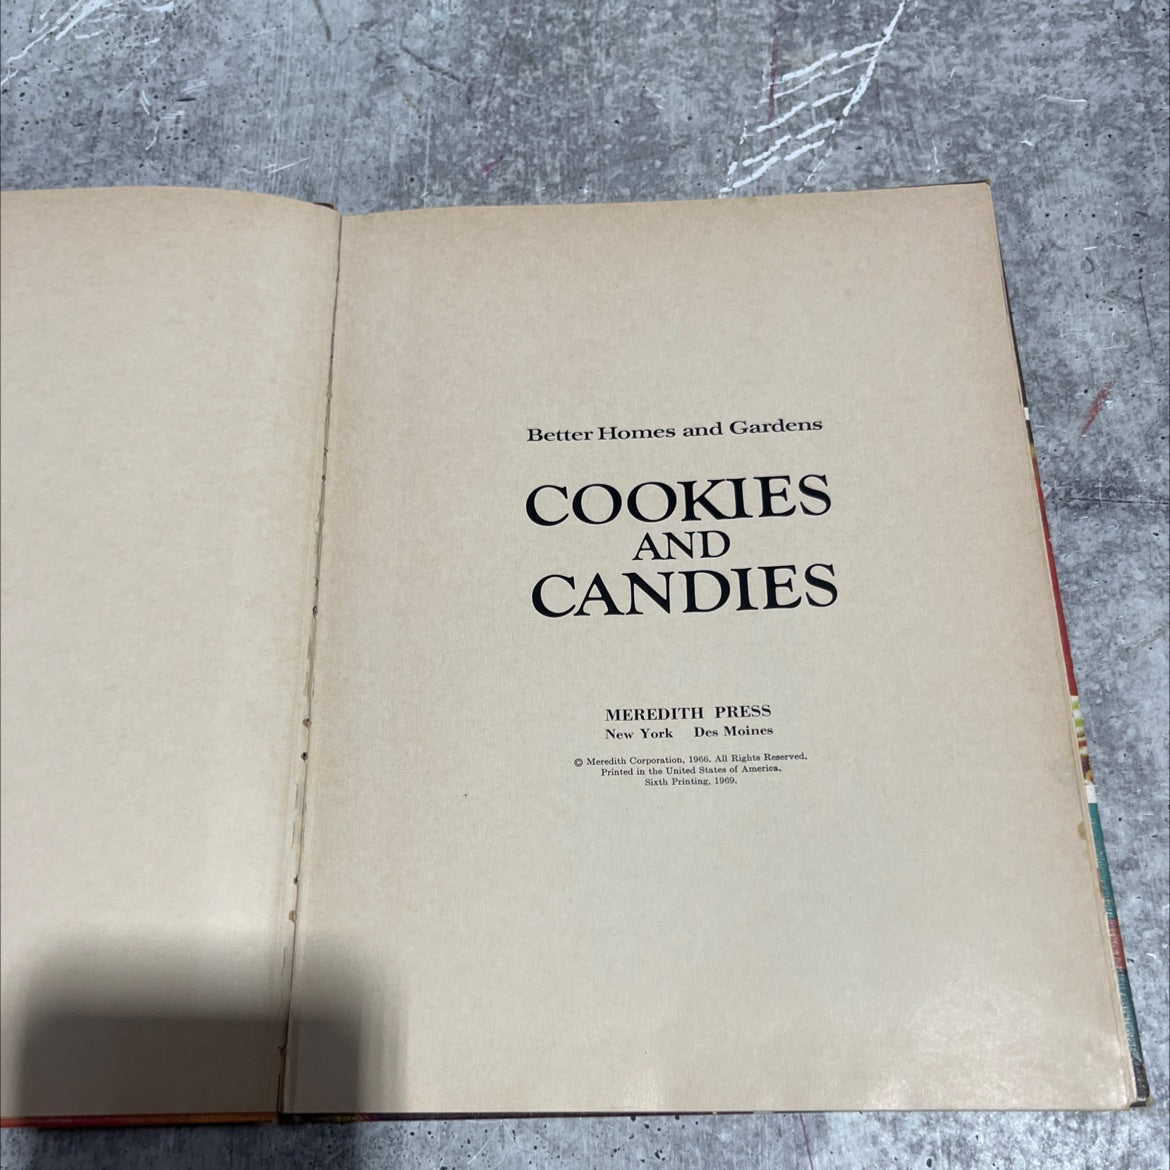 Better Homes and Gardens
COOKIES
AND
CANDIES
MEREDITH PRESS
New York Des Moines
© Meredith Corporation, 1966. All Rights Reserved.
Printed in the United States of America.
Sixth Printing, 1969.